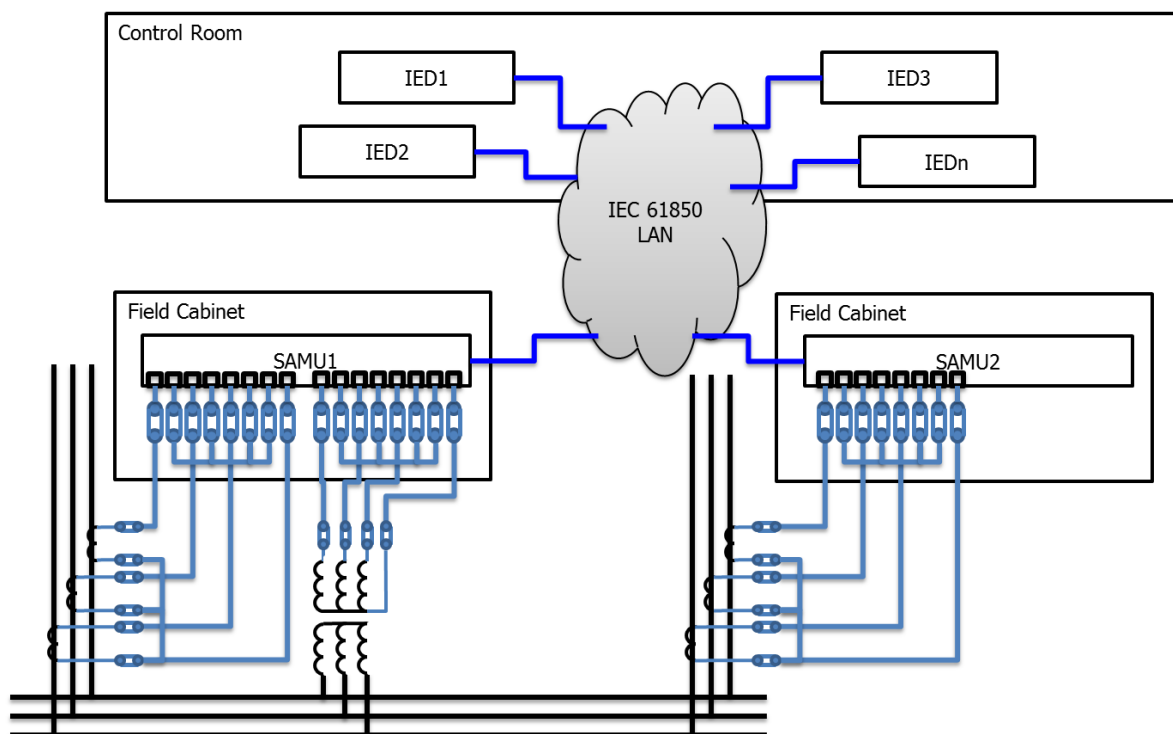 Control Room
IED1
IED3
IED2
IEDn
IEC 61850
LAN
Field Cabinet
Field Cabinet
SAMU1
SAMU2